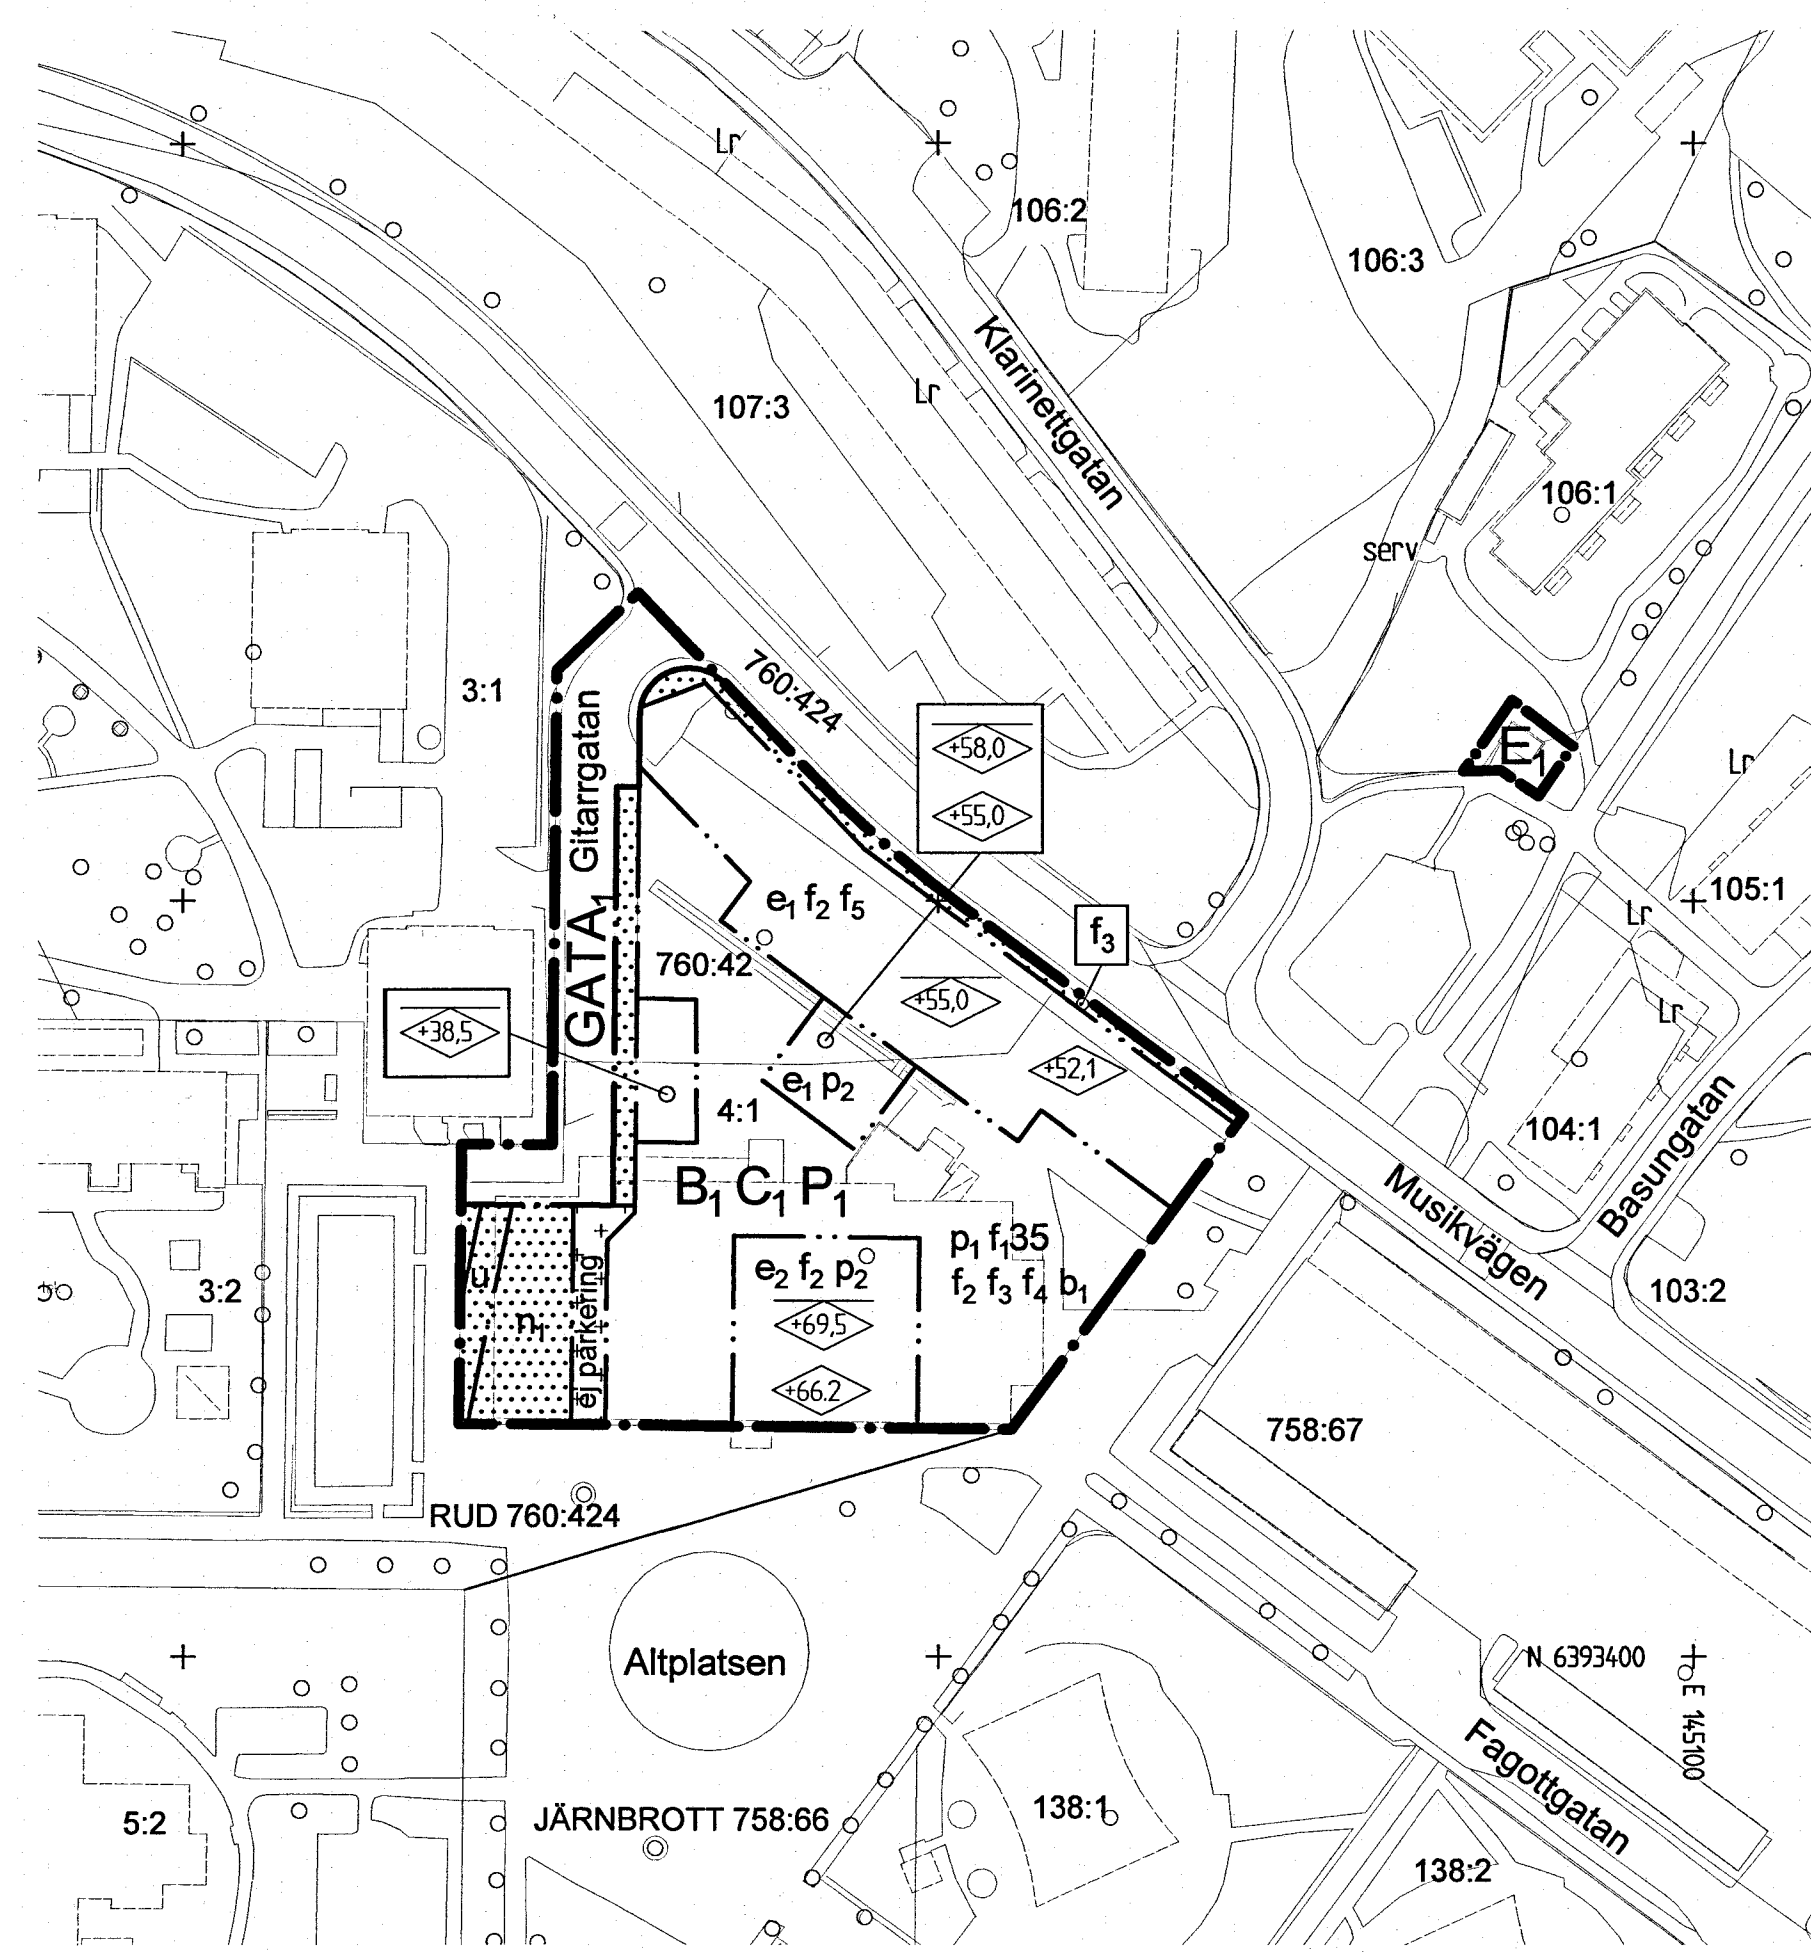 Lr
106:2
106:3
Klarinettgatan
Lr
107:3
106:1
serv
3:1
760:424
Gitarrgatan
+58,0
+55,0
E1
Lr
105:1
Lr
e1 f2 f5
f3
760:42
GATA1
+55,0
Lr
+38,5
+52,1
e1 p2
4:1
104:1
Basungatan
B1 C1 P1
Musikvägen
p1 f1 35
f2 f3 f4 b1
e2 f2 p2
u
n1
ej parkering
3:2
103:2
+69,5
+66.2
758:67
RUD 760:424
Altplatsen
N 6393400
E 145100
Fagottgatan
5:2
JÄRNBROTT 758:66
138:1
138:2